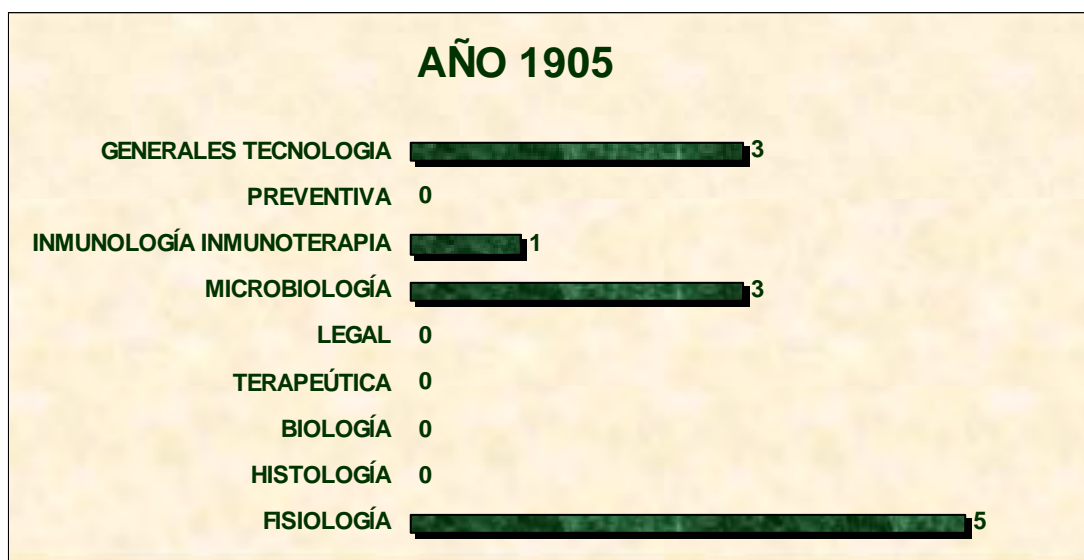 AÑO 1905
GENERALES TECNOLOGIA 3
PREVENTIVA 0
INMUNOLOGÍA INMUNOTERAPIA 1
MICROBIOLOGÍA 3
LEGAL 0
TERAPEÚTICA 0
BIOLOGÍA 0
HISTOLOGÍA 0
FISIOLOGÍA 5